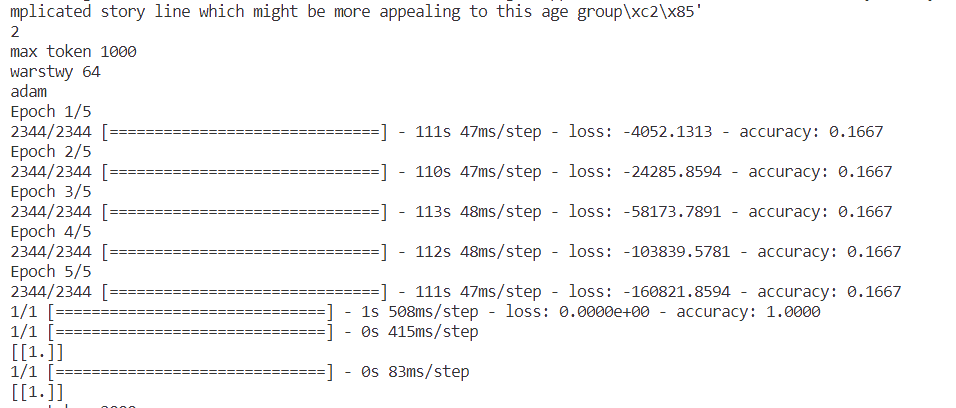 mplicated story line which might be more appealing to this age group\xc2\x85'
2
max token 1000
warstwy 64
adam
Epoch 1/5
2344/2344 [==============================] - 111s 47ms/step - loss: -4052.1313 - accuracy: 0.1667
Epoch 2/5
2344/2344 [==============================] - 110s 47ms/step - loss: -24285.8594 - accuracy: 0.1667
Epoch 3/5
2344/2344 [==============================] - 113s 48ms/step - loss: -58173.7891 - accuracy: 0.1667
Epoch 4/5
2344/2344 [==============================] - 112s 48ms/step - loss: -103839.5781 - accuracy: 0.1667
Epoch 5/5
2344/2344 [==============================] - 111s 47ms/step - loss: -160821.8594 - accuracy: 0.1667
1/1 [==============================] - 1s 508ms/step - loss: 0.0000e+00 - accuracy: 1.0000
1/1 [==============================] - 0s 415ms/step
[[1.]]
1/1 [==============================] - 0s 83ms/step
[[1.]]